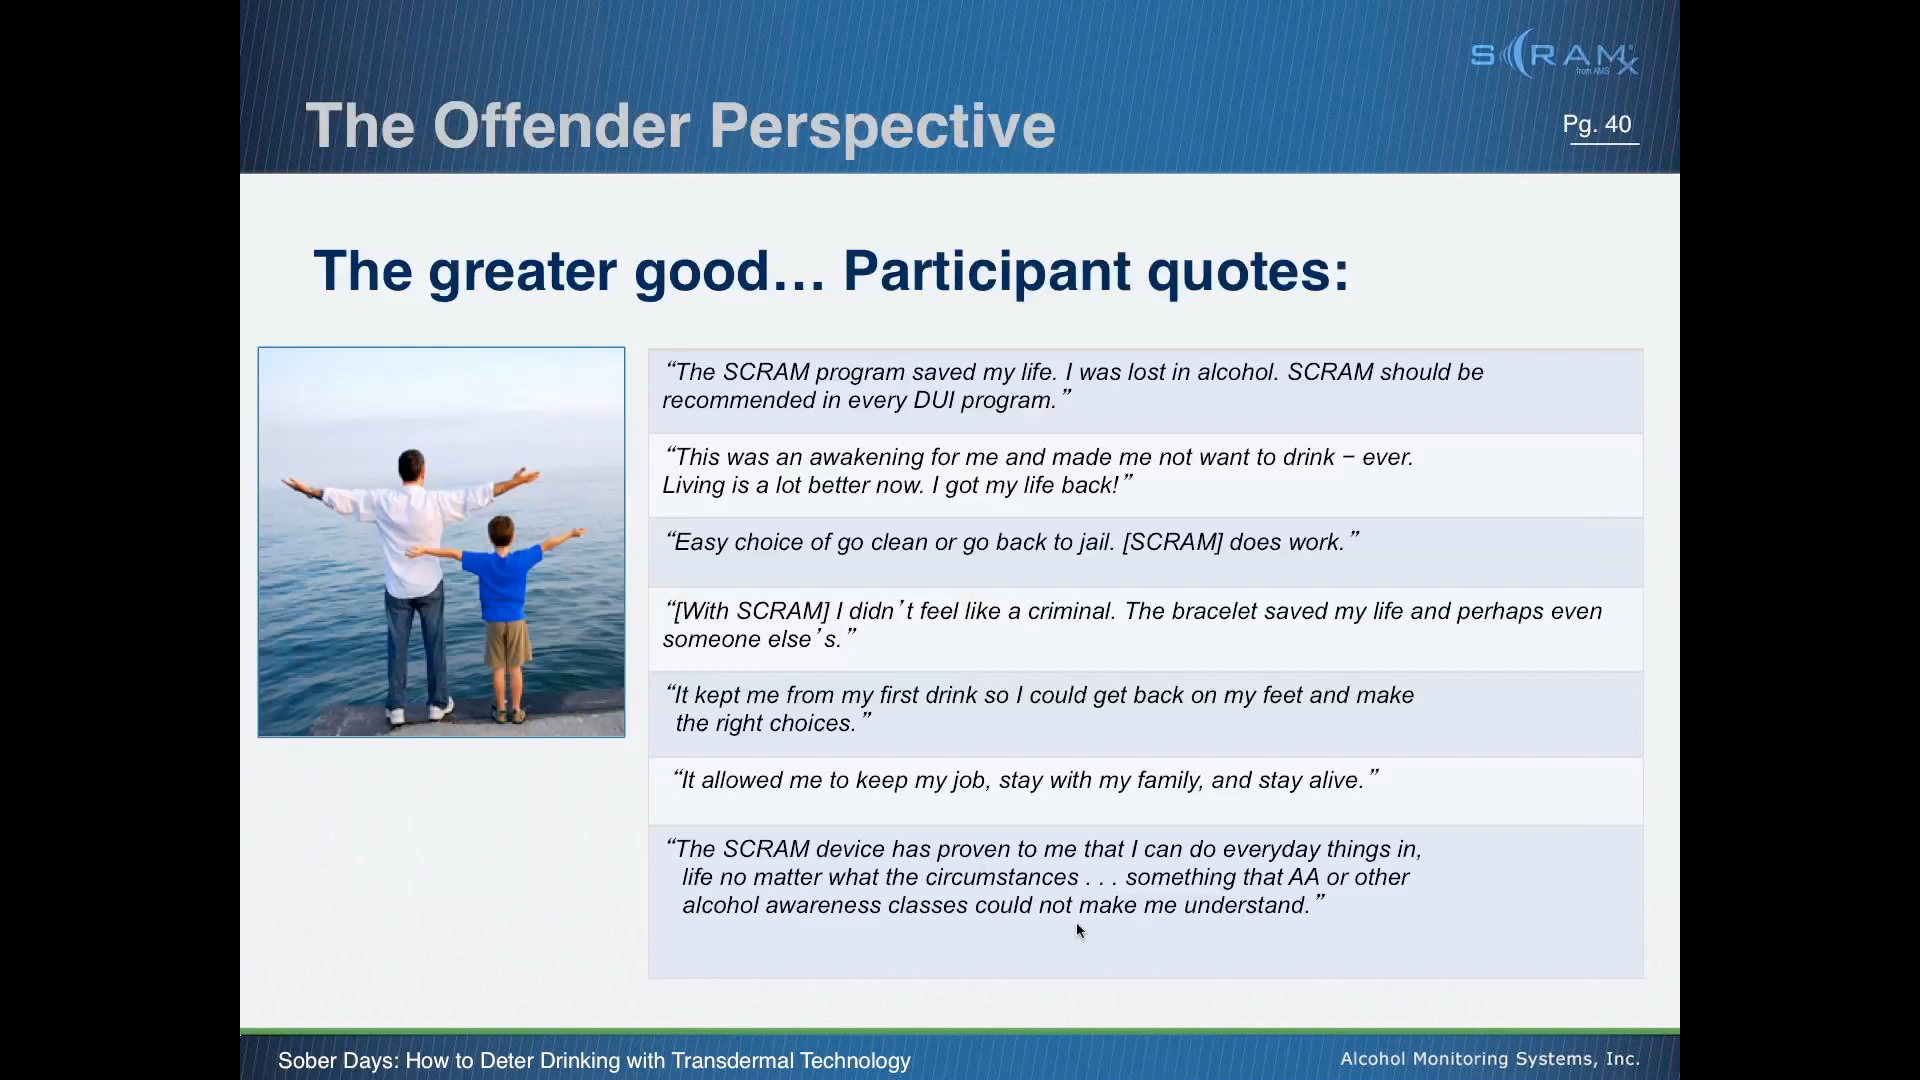 SCRAMx
from AMS
The Offender Perspective
Pg. 40
The greater good… Participant quotes:
“The SCRAM program saved my life. I was lost in alcohol. SCRAM should be
recommended in every DUI program.”
“This was an awakening for me and made me not want to drink – ever.
Living is a lot better now. I got my life back!”
“Easy choice of go clean or go back to jail. [SCRAM] does work.”
“[With SCRAM] I didn’t feel like a criminal. The bracelet saved my life and perhaps even
someone else’s.”
“It kept me from my first drink so I could get back on my feet and make
the right choices.”
“It allowed me to keep my job, stay with my family, and stay alive.”
“The SCRAM device has proven to me that I can do everyday things in,
life no matter what the circumstances . . . something that AA or other
alcohol awareness classes could not make me understand.”
Sober Days: How to Deter Drinking with Transdermal Technology
Alcohol Monitoring Systems, Inc.